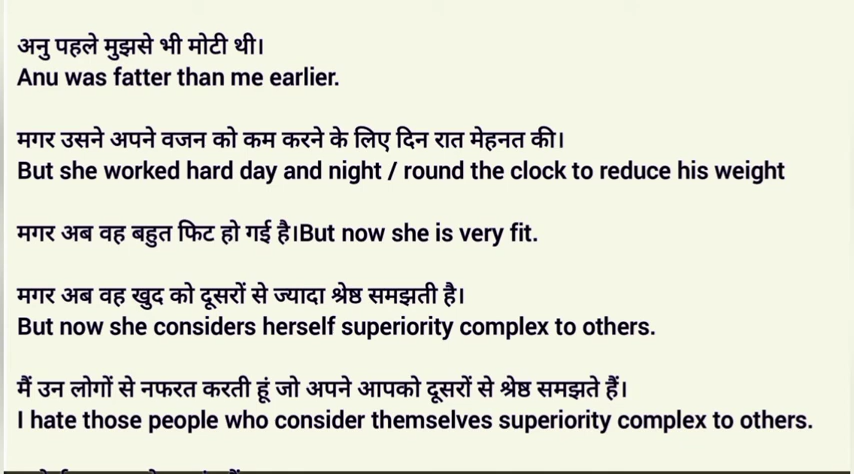 अनु पहले मुझसे भी मोटी थी।
Anu was fatter than me earlier.
मगर उसने अपने वजन को कम करने के लिए दिन रात मेहनत की।
But she worked hard day and night / round the clock to reduce his weight
मगर अब वह बहुत फिट हो गई है।But now she is very fit.
मगर अब वह खुद को दूसरों से ज्यादा श्रेष्ठ समझती है।
But now she considers herself superiority complex to others.
मैं उन लोगों से नफरत करती हूं जो अपने आपको दूसरों से श्रेष्ठ समझते हैं।
I hate those people who consider themselves superiority complex to others.